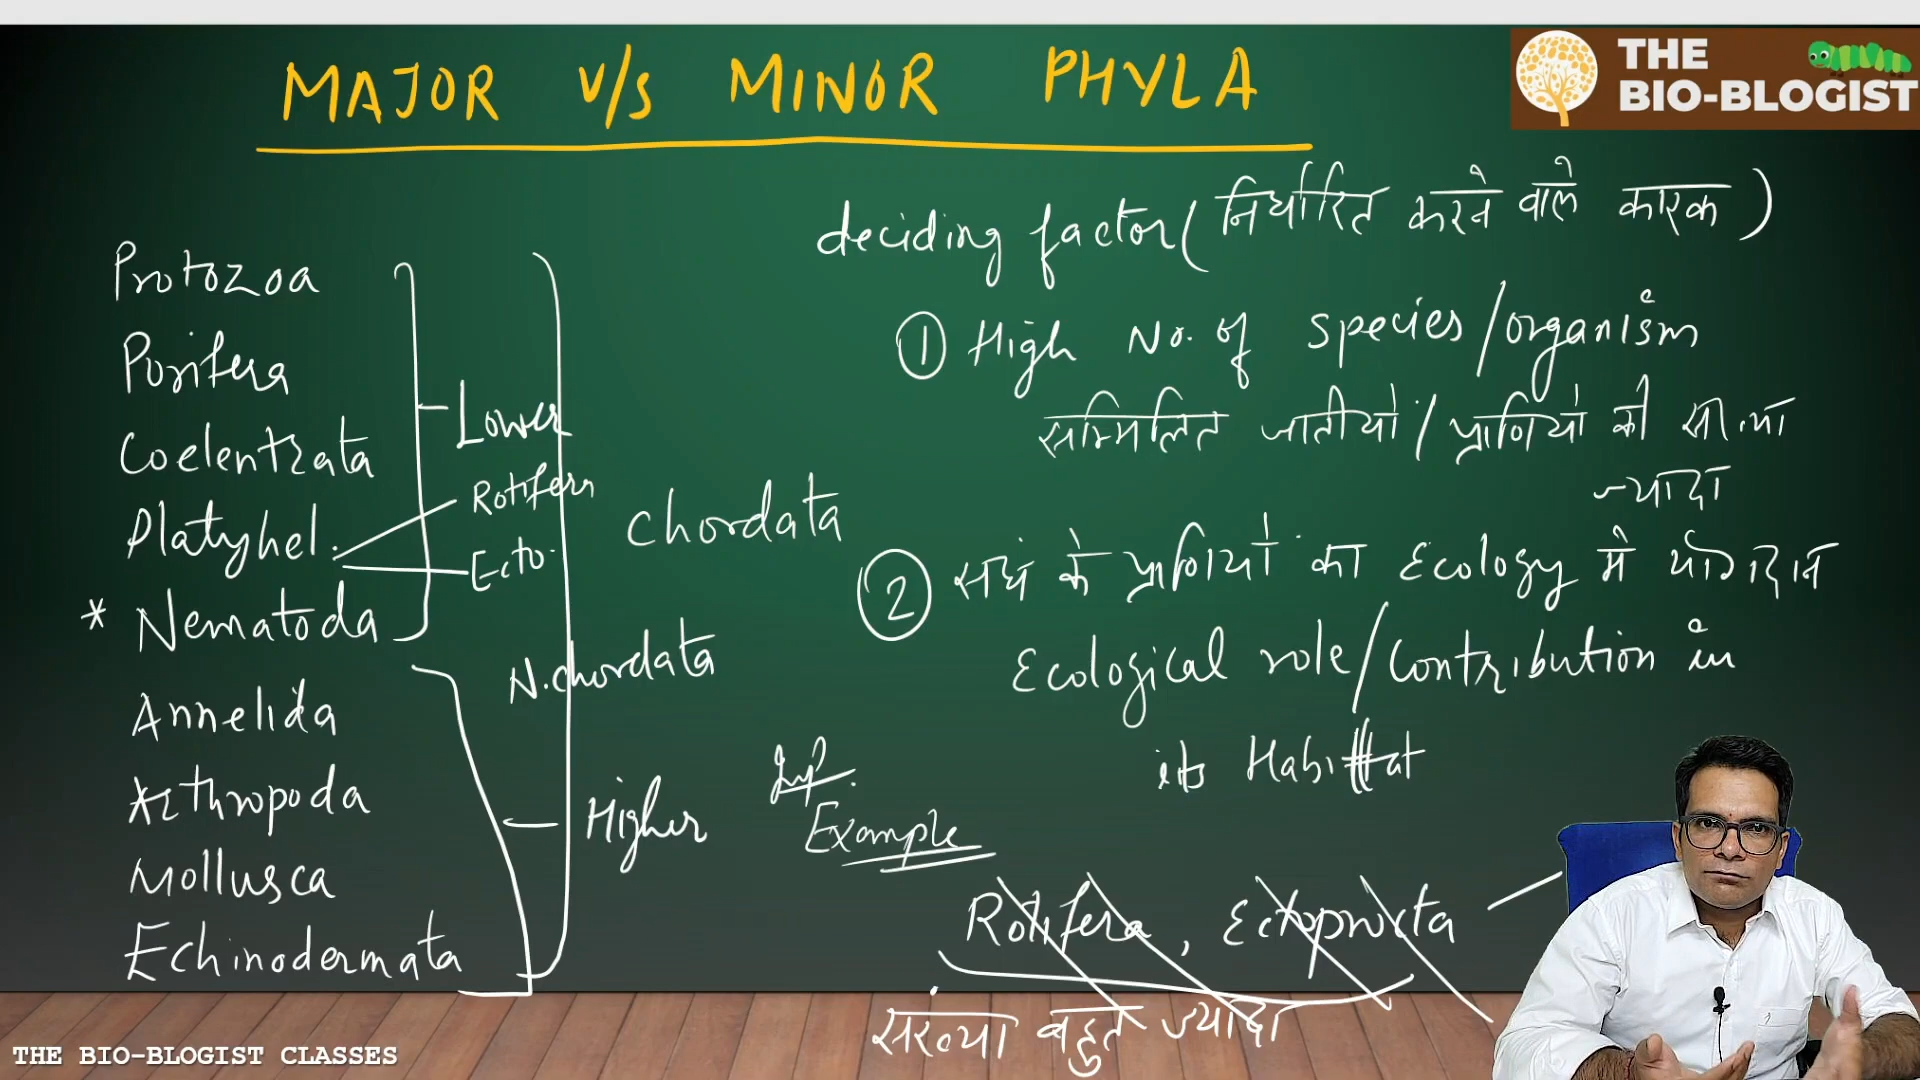 MAJOR v/s MINOR PHYLA
THE
BIO-BLOGIST
deciding factor (निर्धारित करने वाले कारक)
Protozoa
Porifera
Coelentrata
Platyhel.
* Nematoda
Annelida
Arthropoda
Mollusca
Echinodermata
Lower
Rotifera
Ecto.
Higher
Chordata
N.chordata
① High No. of species/organism
सम्मिलित जातीयो/प्राणियो की
ज्यादा
② संघ के प्राणियो का Ecology मे योगदान
Ecological role/Contribution in
its Habitat
Imp.
Example
Rotifera, Ectoprocta
संख्या बहुत ज्यादा
THE BIO-BLOGIST CLASSES